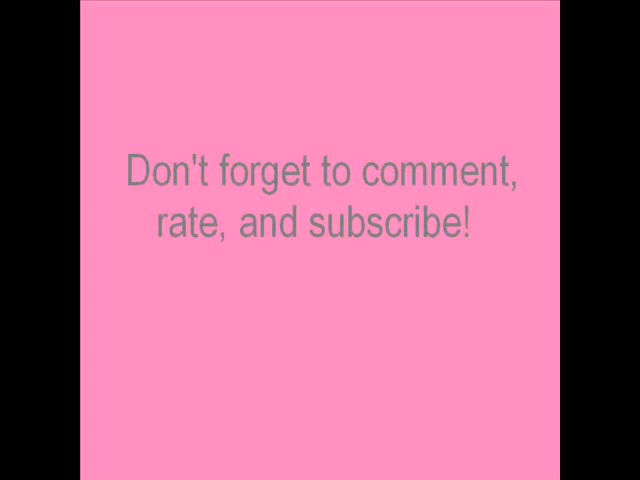 Don't forget to comment,
rate, and subscribe!